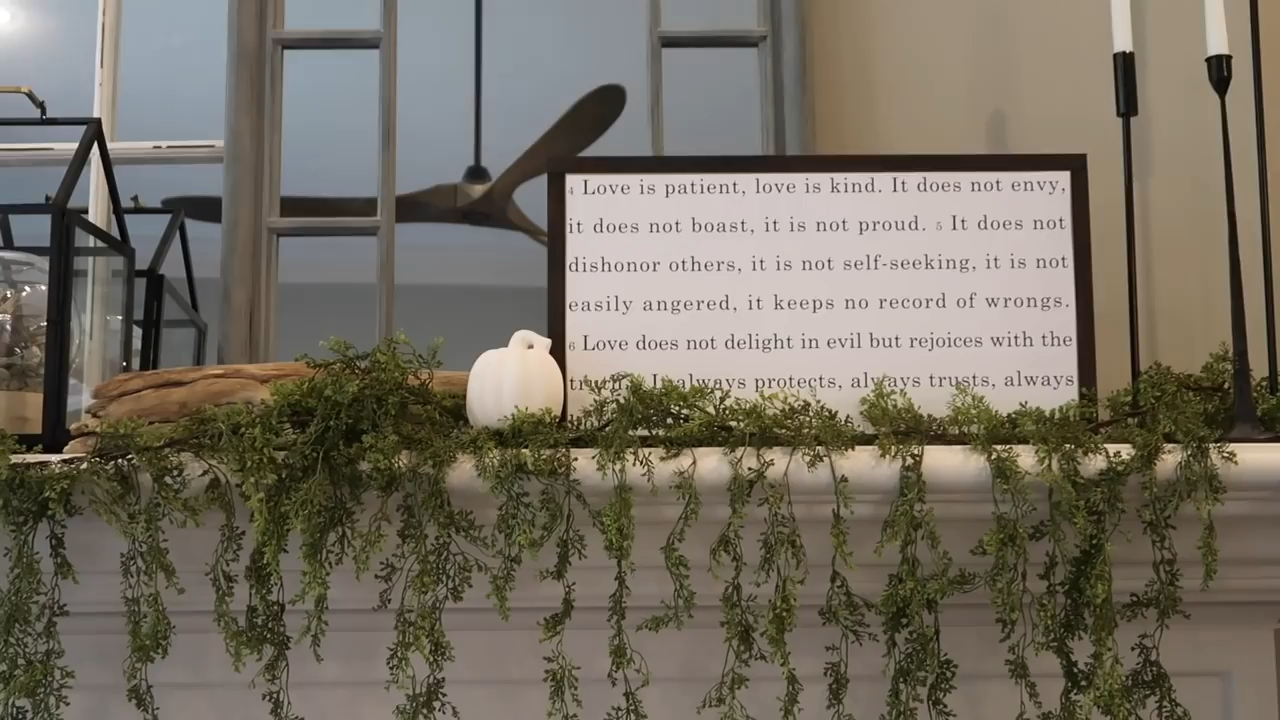 4 Love is patient, love is kind. It does not envy,
it does not boast, it is not proud. 5 It does not
dishonor others, it is not self-seeking, it is not
easily angered, it keeps no record of wrongs.
6 Love does not delight in evil but rejoices with the
always protects, always trusts, always